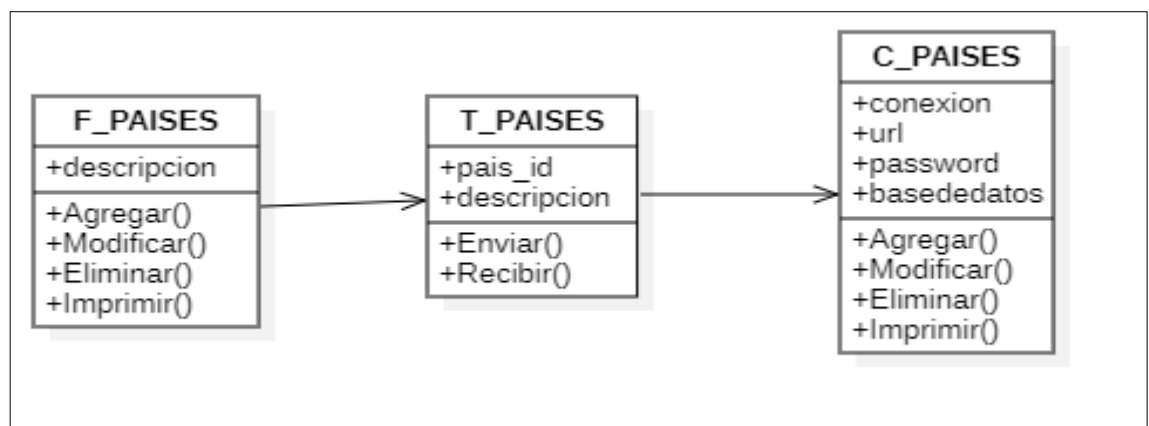 F_PAISES
+descripcion
+Agregar()
+Modificar()
+Eliminar()
+Imprimir()
T_PAISES
+pais_id
+descripcion
+Enviar()
+Recibir()
C_PAISES
+conexion
+url
+password
+basededatos
+Agregar()
+Modificar()
+Eliminar()
+Imprimir()